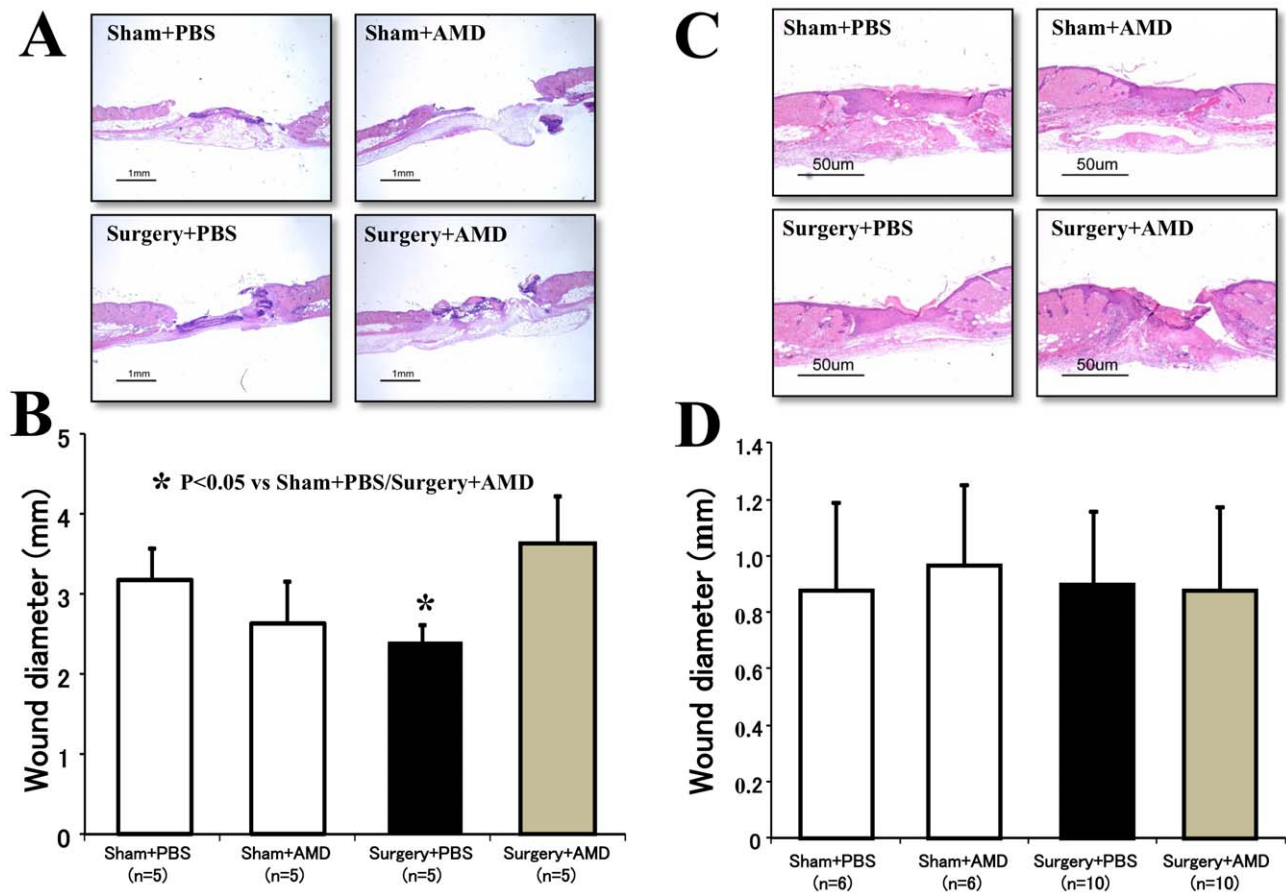 A
Sham+PBS
1mm
Sham+AMD
1mm
Surgery+PBS
1mm
Surgery+AMD
1mm
C
Sham+PBS
50um
Sham+AMD
50um
Surgery+PBS
50um
Surgery+AMD
50um
B
Wound diameter (mm)
5
4
3
2
1
0
* P<0.05 vs Sham+PBS/Surgery+AMD
*
Sham+PBS
(n=5)
Sham+AMD
(n=5)
Surgery+PBS
(n=5)
Surgery+AMD
(n=5)
D
Wound diameter (mm)
1.4
1.2
1.0
0.8
0.6
0.4
0.2
0
Sham+PBS
(n=6)
Sham+AMD
(n=6)
Surgery+PBS
(n=10)
Surgery+AMD
(n=10)